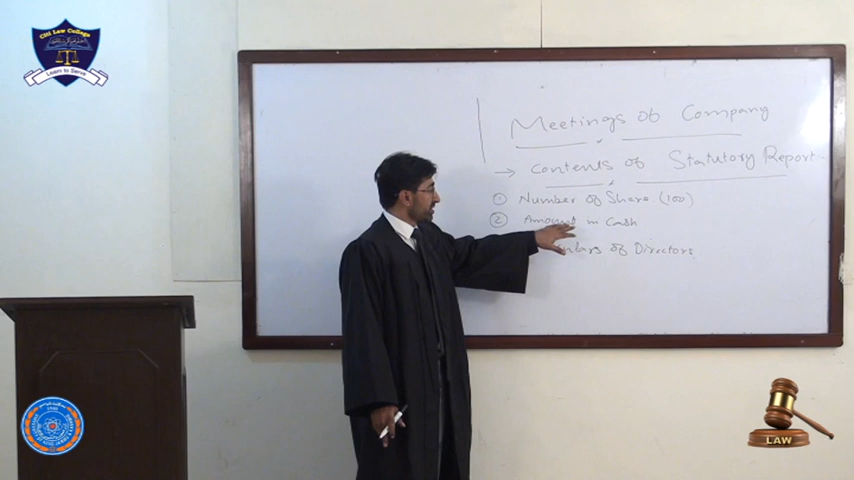 Citi Law College
Learn to Serve
Meetings of Company
→ Contents of Statutory Report.
① Number of Share (100)
② Amount in Cash
of Directors
LAW